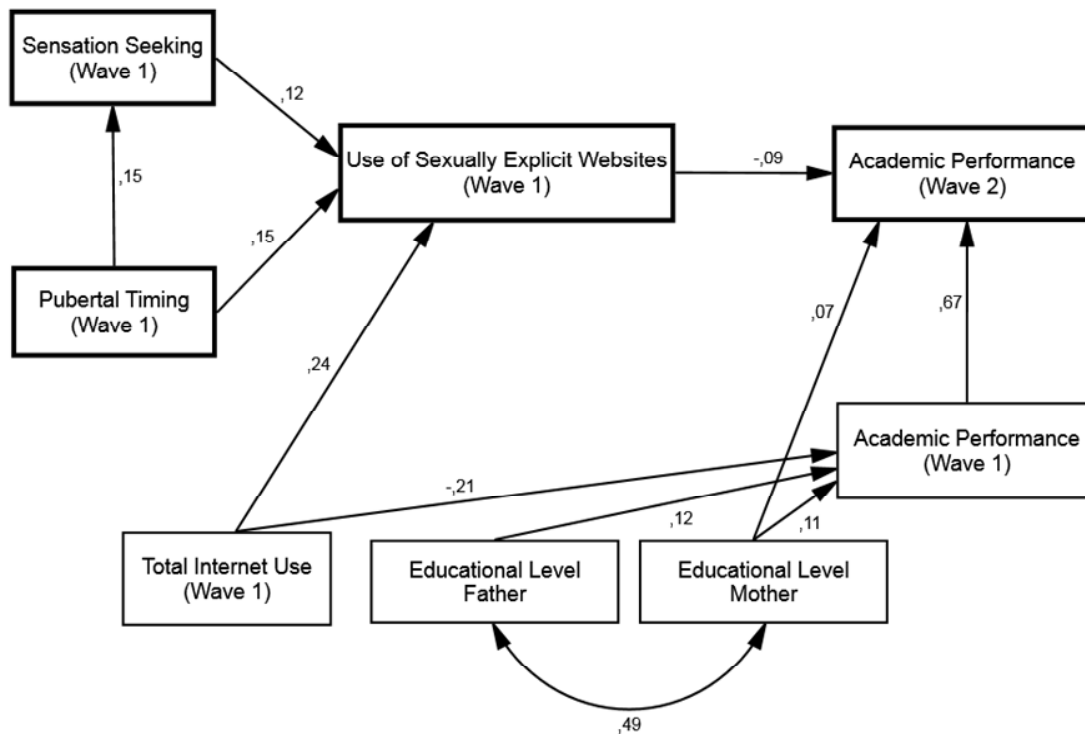 Sensation Seeking
(Wave 1)
,12
,15
Use of Sexually Explicit Websites
(Wave 1)
-,09
Academic Performance
(Wave 2)
,15
Pubertal Timing
(Wave 1)
,24
,07
,67
Academic Performance
(Wave 1)
-,21
,12
,11
Total Internet Use
(Wave 1)
Educational Level
Father
Educational Level
Mother
,49